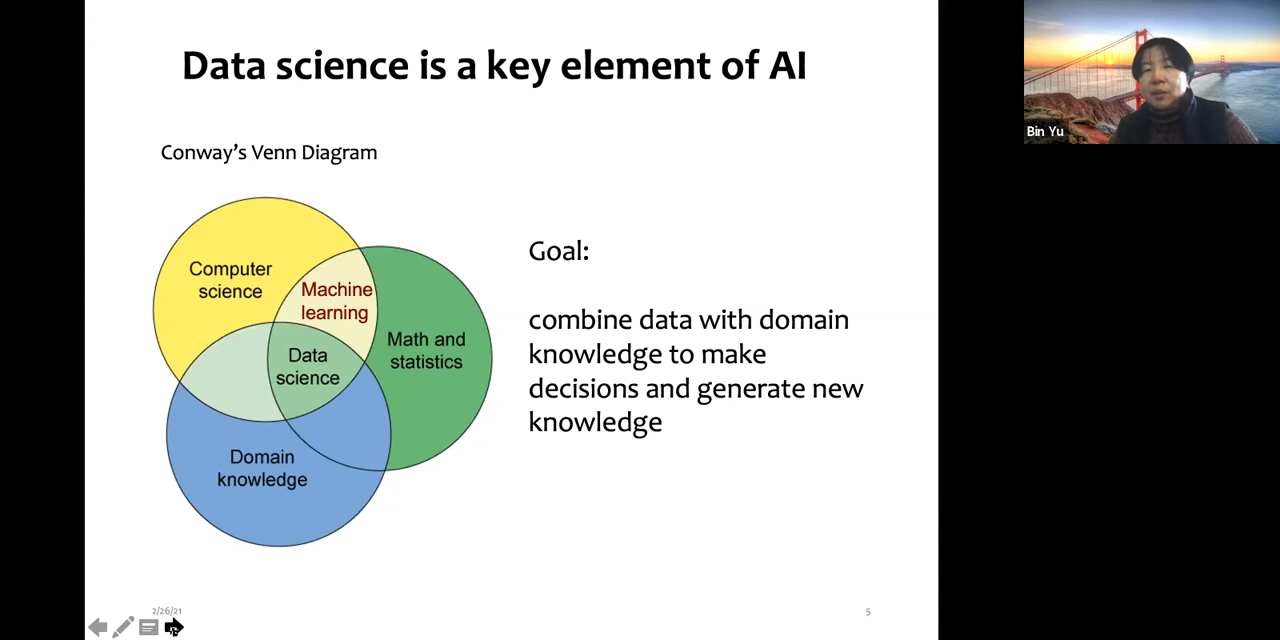 Data science is a key element of AI
Bin Yu
Conway's Venn Diagram
Computer
science
Machine
learning
Math and
statistics
Data
science
Domain
knowledge
Goal:
combine data with domain
knowledge to make
decisions and generate new
knowledge
2/26/21
5